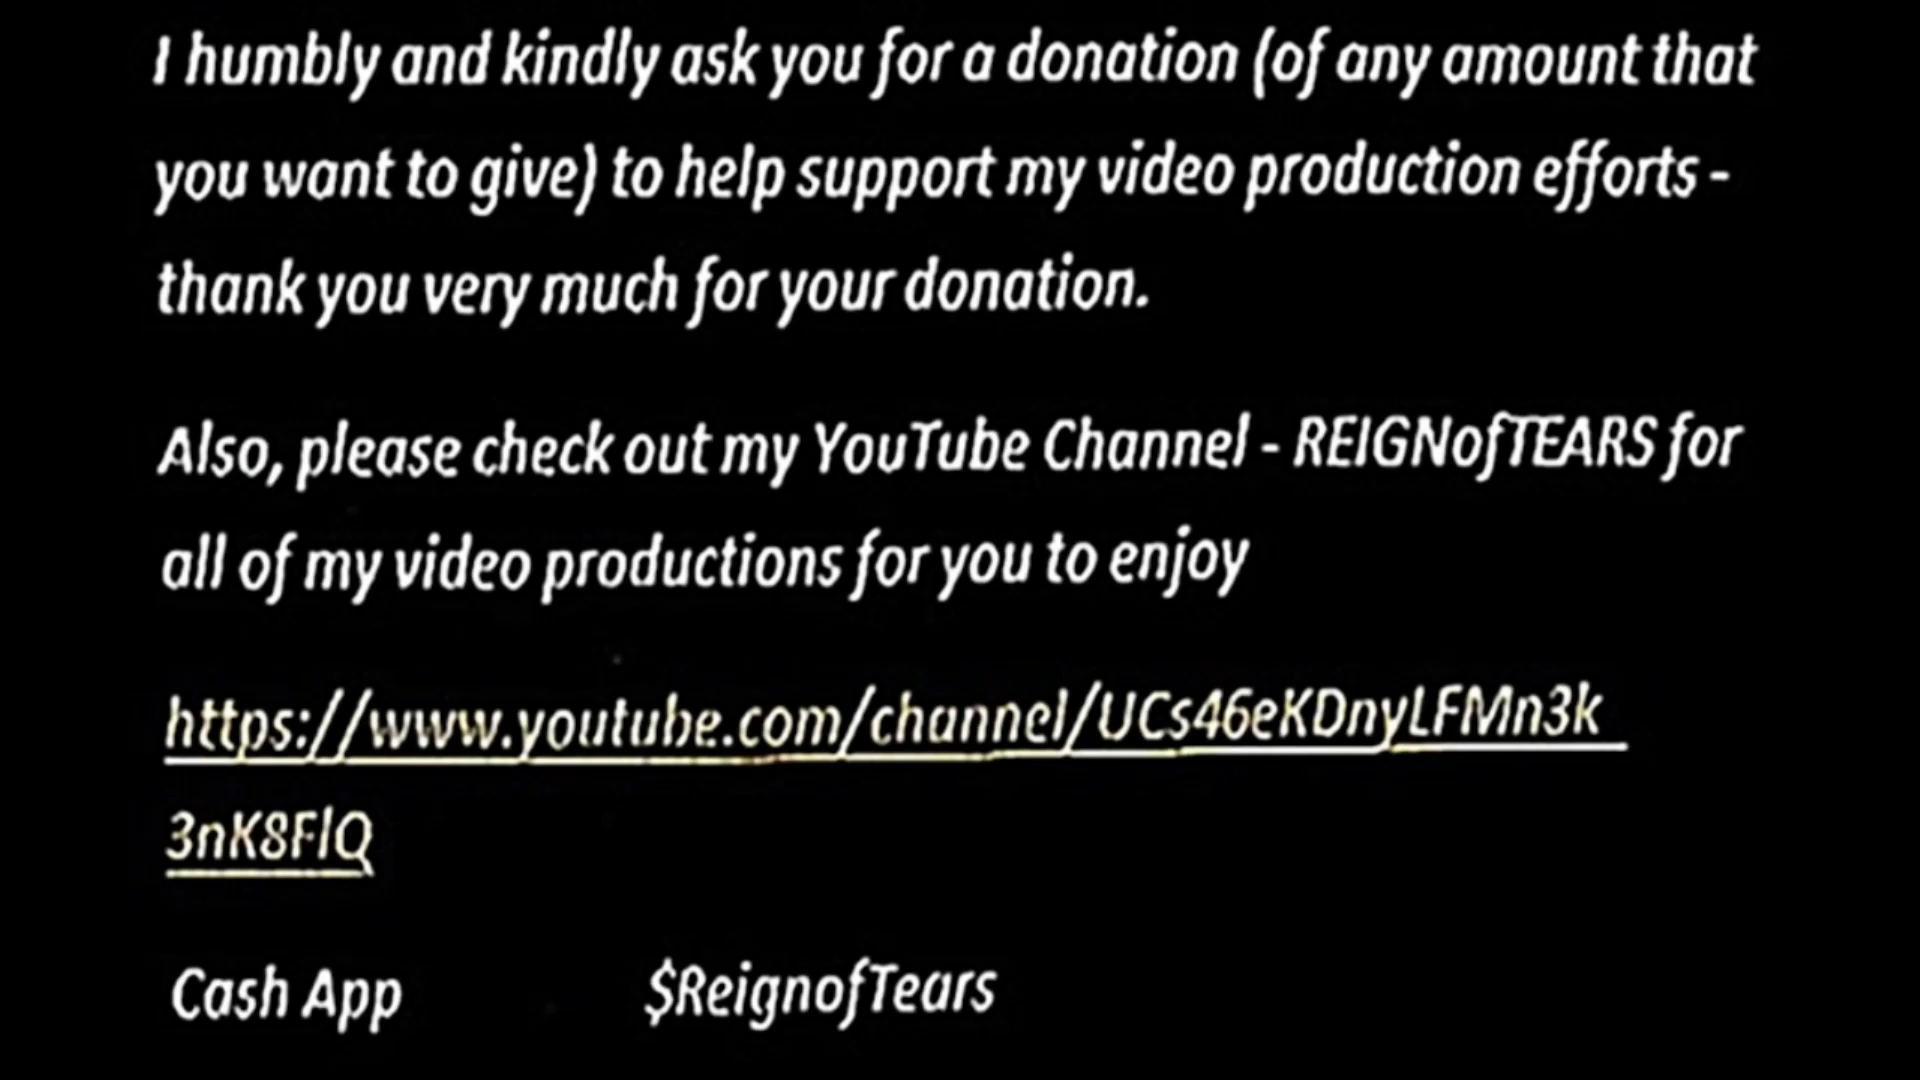 I humbly and kindly ask you for a donation (of any amount that
you want to give) to help support my video production efforts -
thank you very much for your donation.
Also, please check out my YouTube Channel - REIGNofTEARS for
all of my video productions for you to enjoy
https://www.youtube.com/channel/UCs46eKDnyLFMn3k
3nK8FlQ
Cash App $ReignofTears